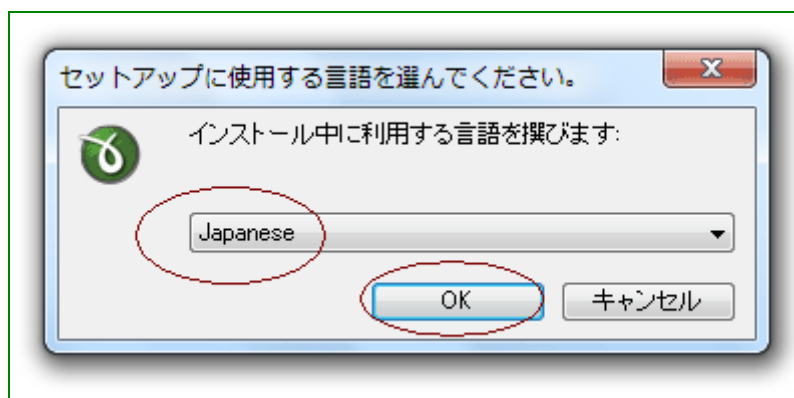 セットアップに使用する言語を選んでください。
インストール中に利用する言語を撰びます:
Japanese
OK
キャンセル